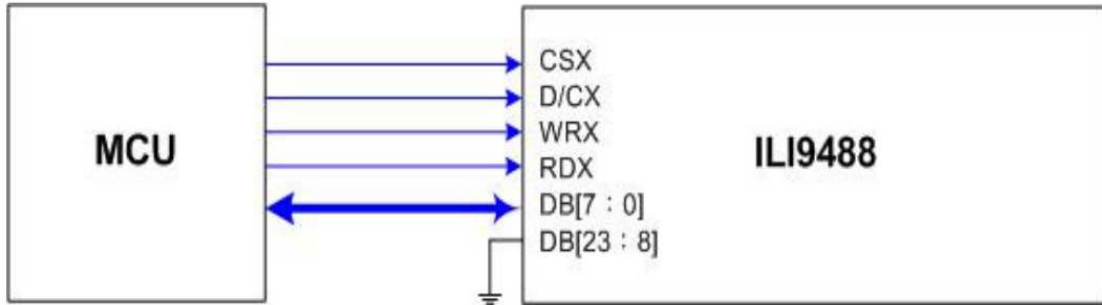 MCU
CSX
D/CX
WRX
RDX
DB[7 : 0]
DB[23 : 8]
ILI9488